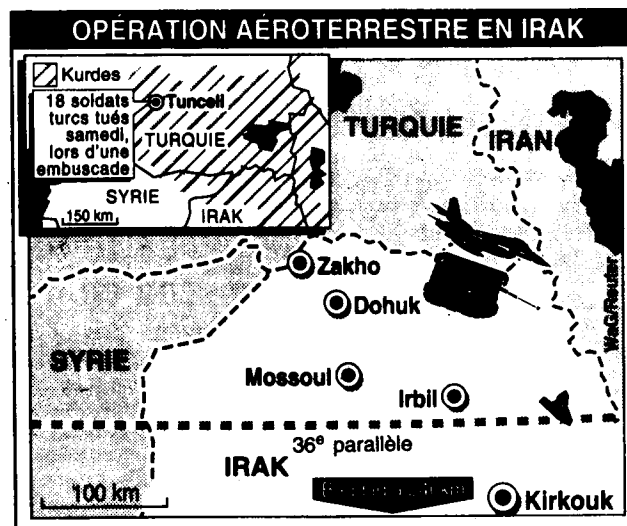 OPÉRATION AÉROTERRESTRE EN IRAK
Kurdes
18 soldats
turcs tués
samedi,
lors d'une
embuscade
Tunceli
TURQUIE
SYRIE
IRAK
150 km
TURQUIE
IRAN
WaG/Reuter
Zakho
Dohuk
SYRIE
Mossoul
Irbil
36e parallèle
IRAK
100 km
Kirkouk